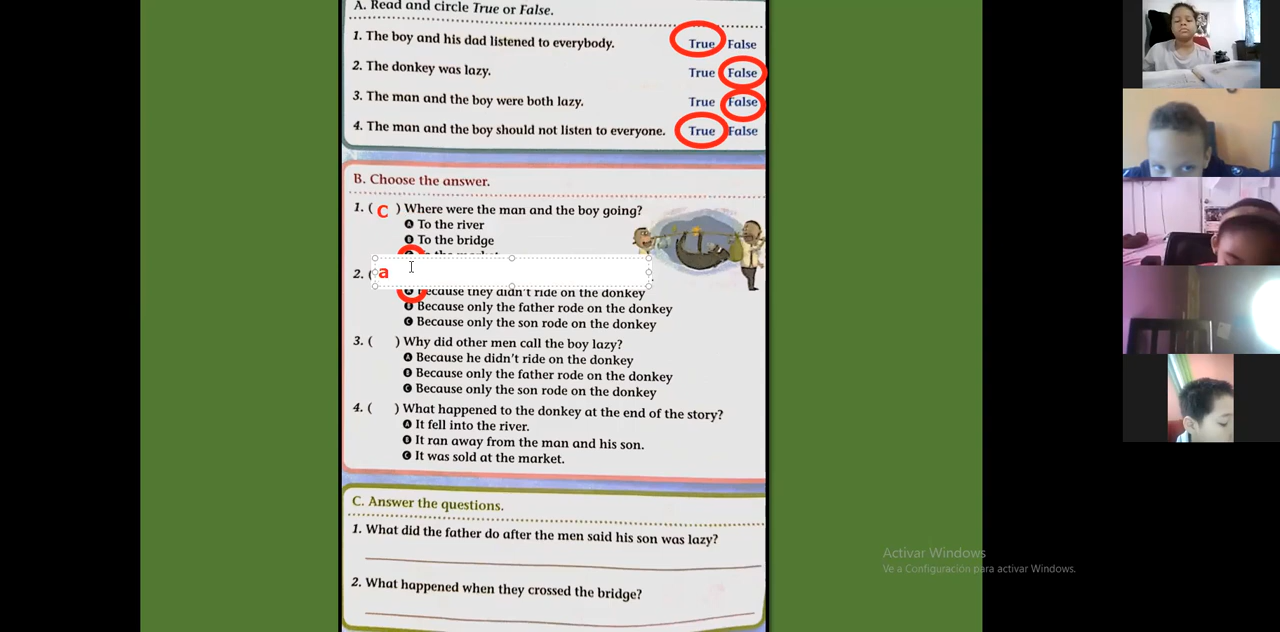 A. Read and circle True or False.
1. The boy and his dad listened to everybody. True False
2. The donkey was lazy. True False
3. The man and the boy were both lazy. True False
4. The man and the boy should not listen to everyone. True False
B. Choose the answer.
1. ( C ) Where were the man and the boy going?
A To the river
B To the bridge
2. ( a
A Because they didn't ride on the donkey
B Because only the father rode on the donkey
C Because only the son rode on the donkey
3. ( ) Why did other men call the boy lazy?
A Because he didn't ride on the donkey
B Because only the father rode on the donkey
C Because only the son rode on the donkey
4. ( ) What happened to the donkey at the end of the story?
A It fell into the river.
B It ran away from the man and his son.
C It was sold at the market.
C. Answer the questions.
1. What did the father do after the men said his son was lazy?
2. What happened when they crossed the bridge?
Activar Windows
Ve a Configuración para activar Windows.